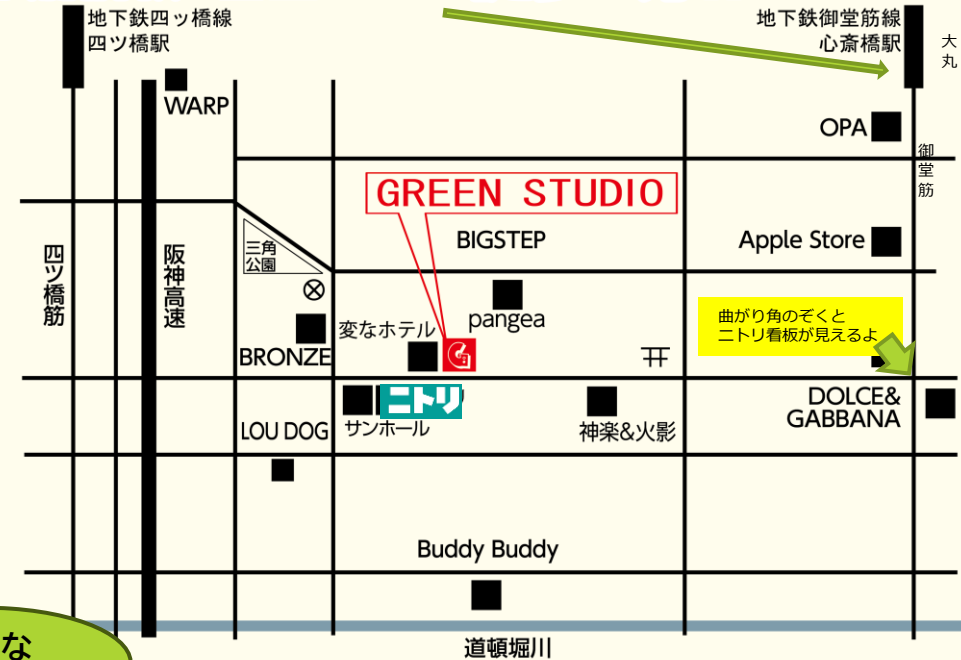 地下鉄四ッ橋線
四ツ橋駅
地下鉄御堂筋線
心斎橋駅
大丸
WARP
OPA
御堂筋
GREEN STUDIO
BIGSTEP
Apple Store
三角
公園
四ツ橋筋
阪神高速
pangea
変なホテル
BRONZE
曲がり角のぞくと
ニトリ看板が見えるよ
ニトリ
DOLCE&
GABBANA
LOU DOG
サンホール
神楽&火影
Buddy Buddy
な
道頓堀川